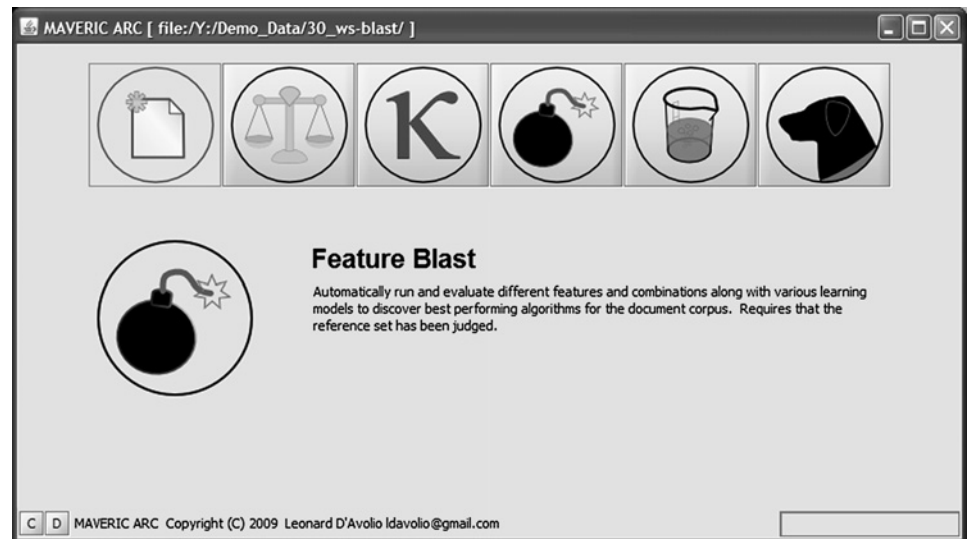 MAVERIC ARC [ file:/Y:/Demo_Data/30_ws-blast/ ]
K
Feature Blast
Automatically run and evaluate different features and combinations along with various learning
models to discover best performing algorithms for the document corpus.  Requires that the
reference set has been judged.
C D MAVERIC ARC  Copyright (C) 2009  Leonard D'Avolio ldavolio@gmail.com